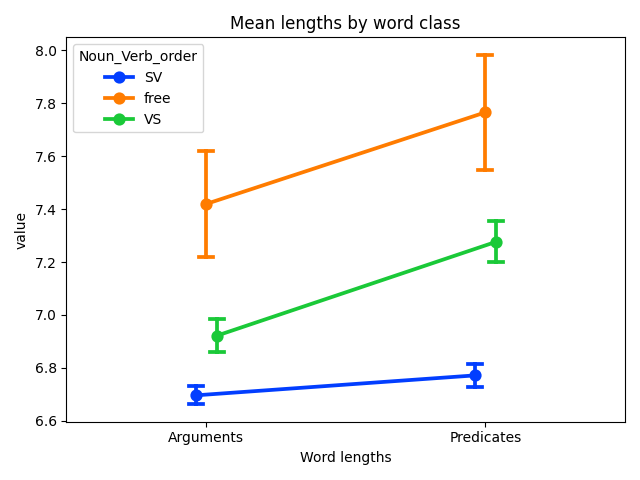 Mean lengths by word class
Noun_Verb_order
SV
free
VS
8.0
7.8
7.6
7.4
7.2
7.0
6.8
6.6
value
Arguments
Predicates
Word lengths